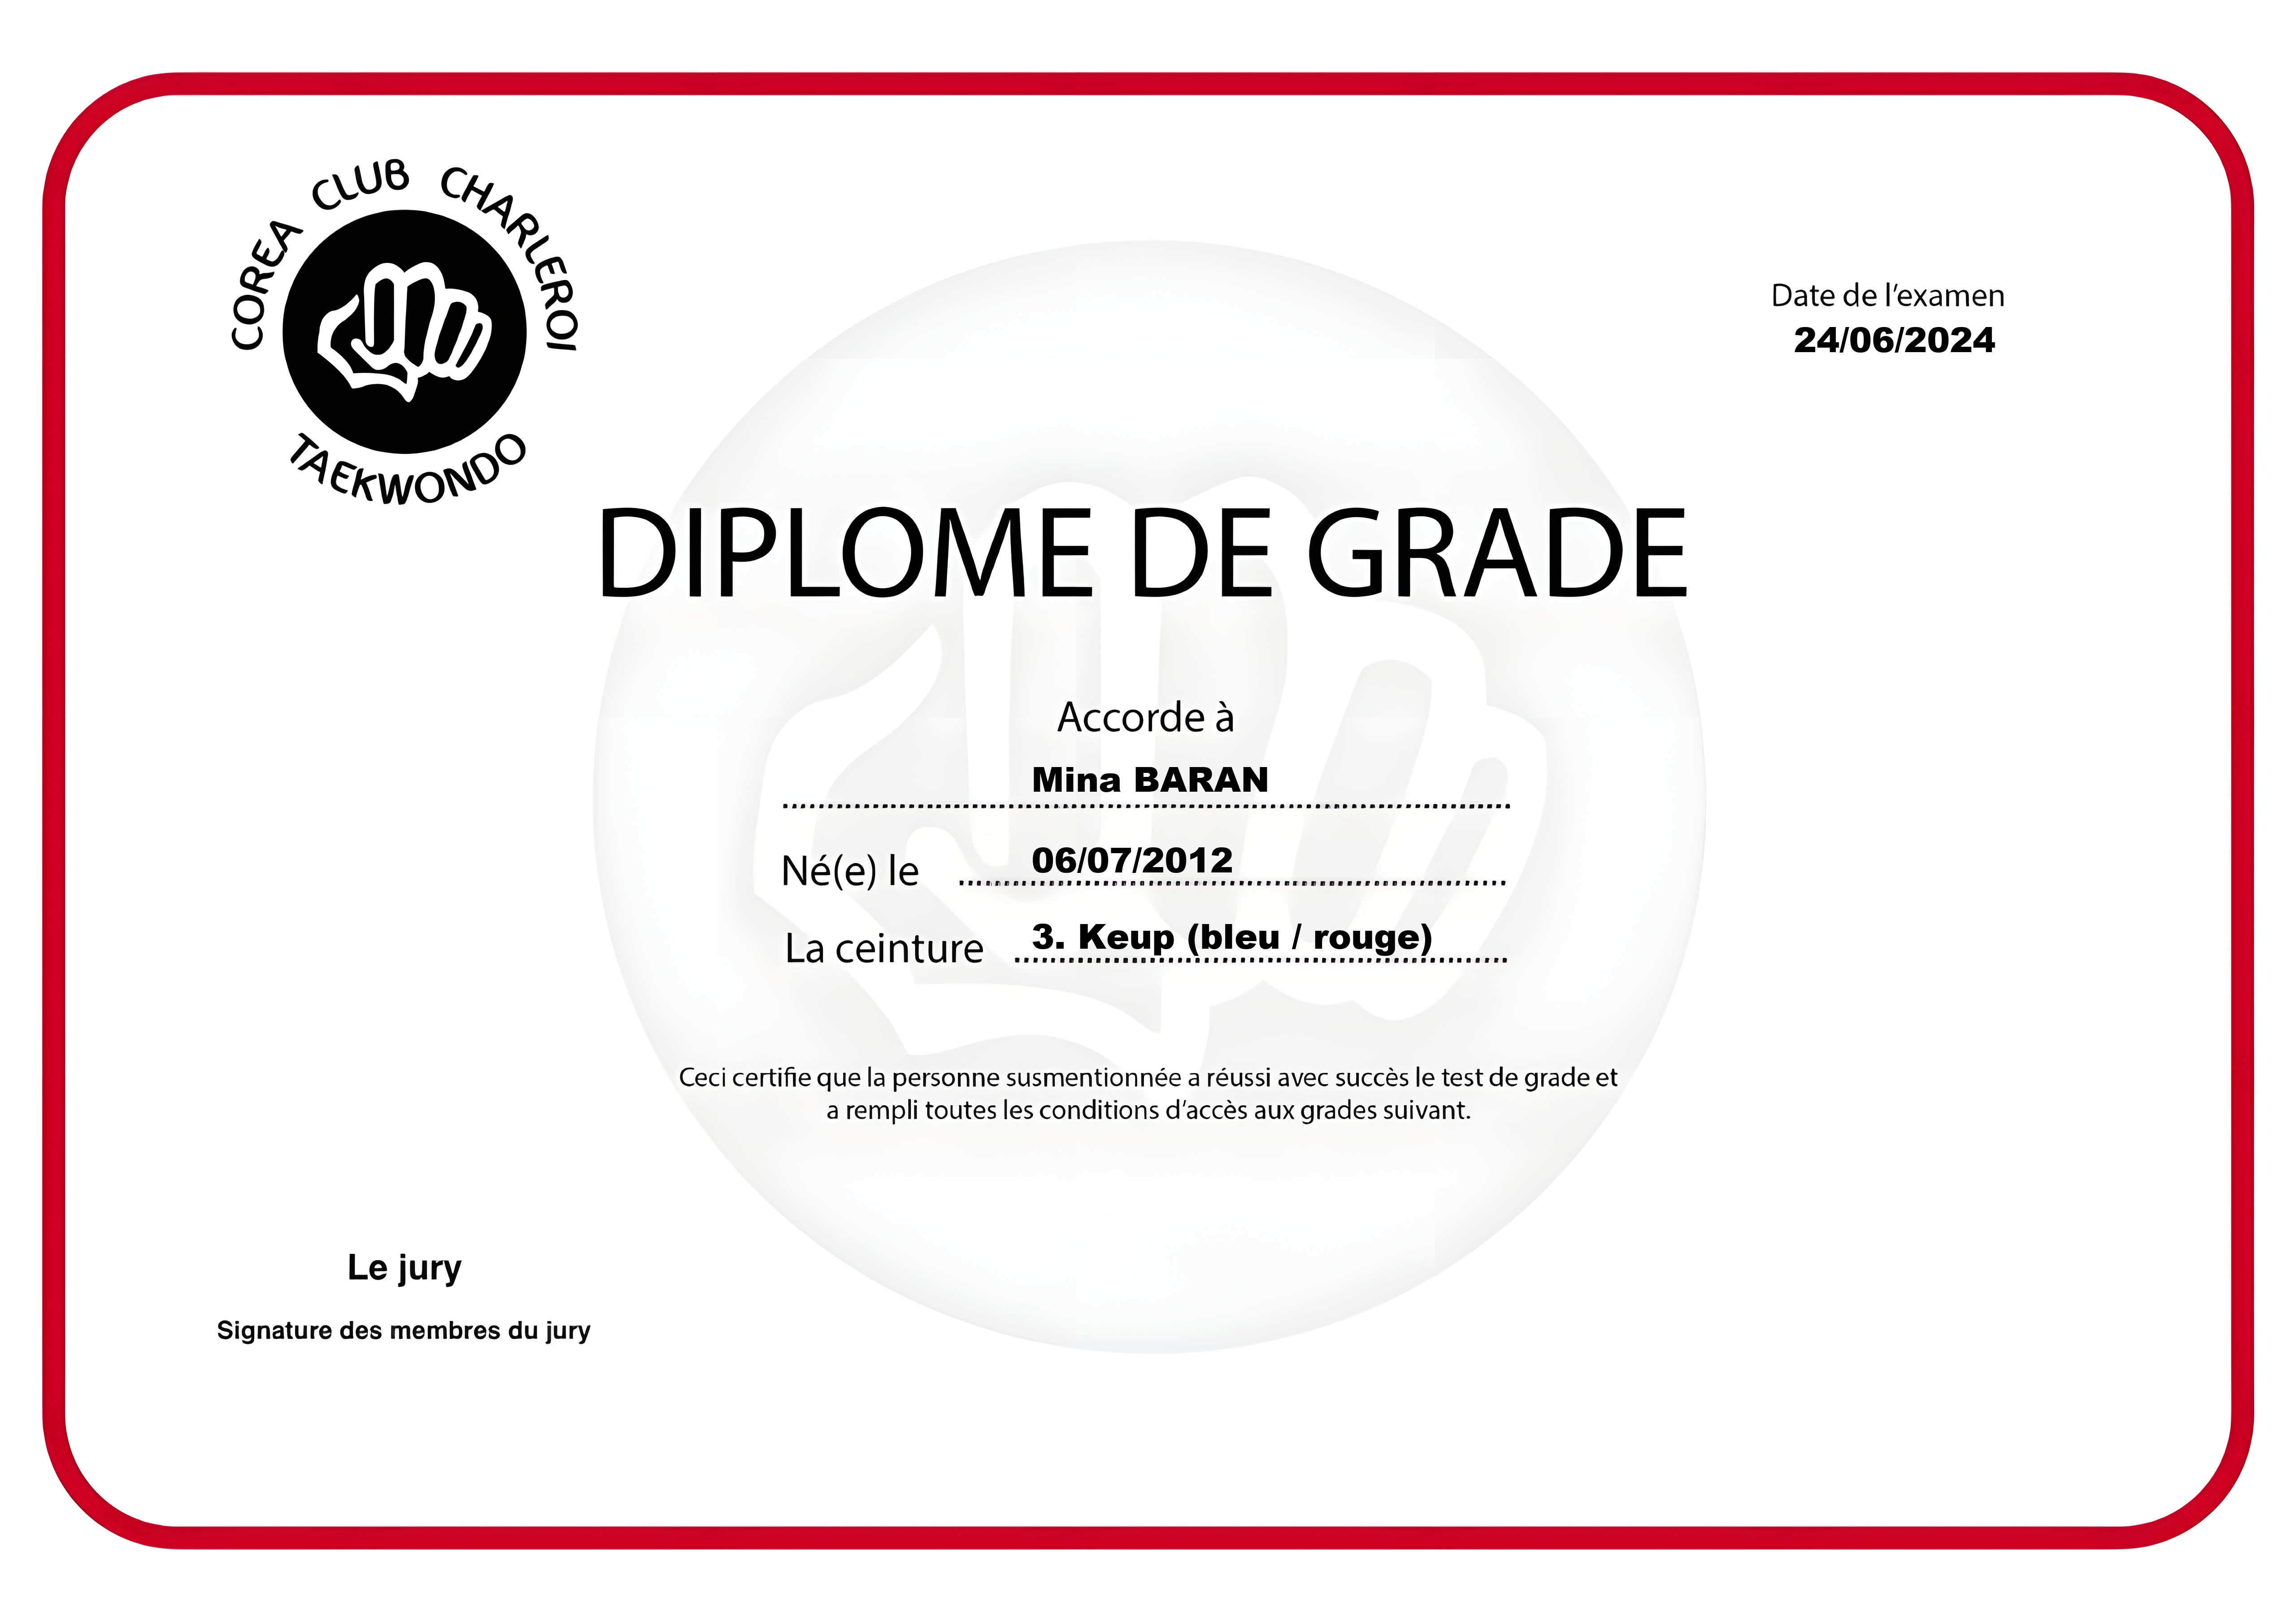 COREA CLUB CHARLEROI
TAEKWONDO
Date de l'examen
24/06/2024
DIPLOME DE GRADE
Accorde à
Mina BARAN
Né(e) le 06/07/2012
La ceinture 3. Keup (bleu / rouge)
Ceci certifie que la personne susmentionnée a réussi avec succès le test de grade et
a rempli toutes les conditions d'accès aux grades suivant.
Le jury
Signature des membres du jury